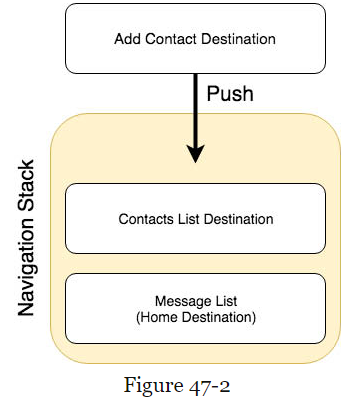 Add Contact Destination
Push
Navigation Stack
Contacts List Destination
Message List
(Home Destination)
Figure 47-2